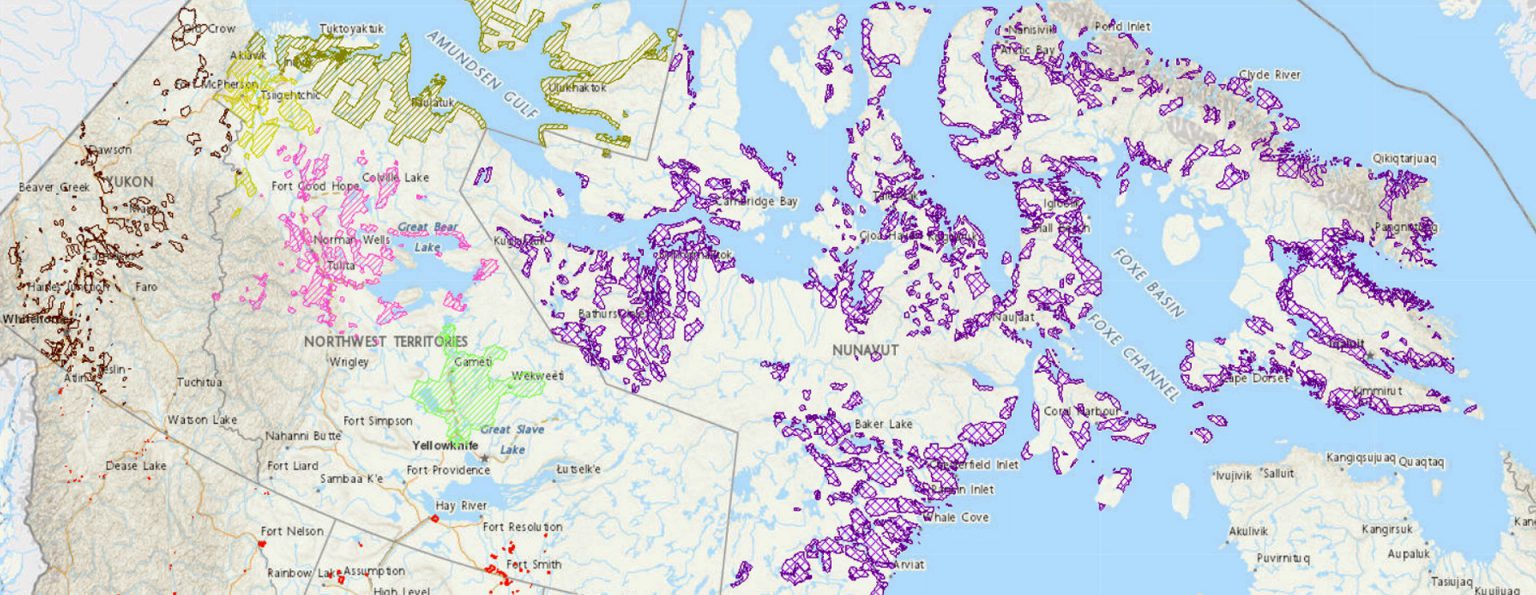 Old Crow
Tuktoyaktuk
Aklavik
AMUNDSEN GULF
Fort McPherson
Tsiigehtchic
Paulatuk
Ulukhaktok
Nanisivik
Pond Inlet
Arctic Bay
Clyde River
Dawson
YUKON
Beaver Creek
Fort Good Hope
Colville Lake
Qikiqtarjuaq
Cambridge Bay
Taloyoak
Igloolik
Hall Beach
Pangnirtung
Great Bear
Lake
Norman Wells
Tulita
Kugluktuk
Gjoa Haven
Kugaaruk
FOXE BASIN
Haines Junction
Faro
Whitehorse
Bathurst Inlet
Naujaat
FOXE CHANNEL
NORTHWEST TERRITORIES
NUNAVUT
Iqaluit
Wrigley
Gameti
Wekweeti
Atlin
Teslin
Tuchitua
Cape Dorset
Kimmirut
Watson Lake
Fort Simpson
Coral Harbour
Baker Lake
Nahanni Butte
Great Slave
Lake
Yellowknife
Dease Lake
Fort Liard
Sambaa K'e
Fort Providence
Łutselk'e
Chesterfield Inlet
Kangiqsujuaq
Quaqtaq
Ivujivik
Salluit
Rankin Inlet
Hay River
Whale Cove
Fort Nelson
Fort Resolution
Akulivik
Kangirsuk
Fort Smith
Puvirnituq
Aupaluk
Rainbow Lake
Assumption
Arviat
High Level
Tasiujaq
Kuujjuaq